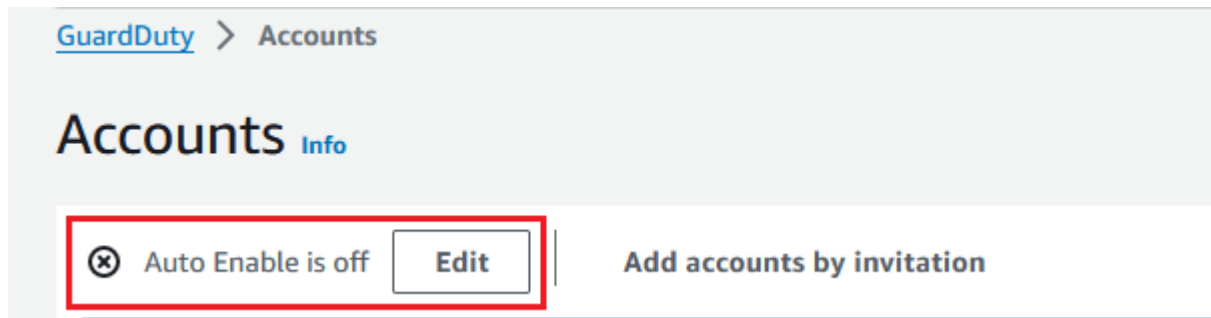 GuardDuty > Accounts
Accounts Info
Auto Enable is off Edit Add accounts by invitation